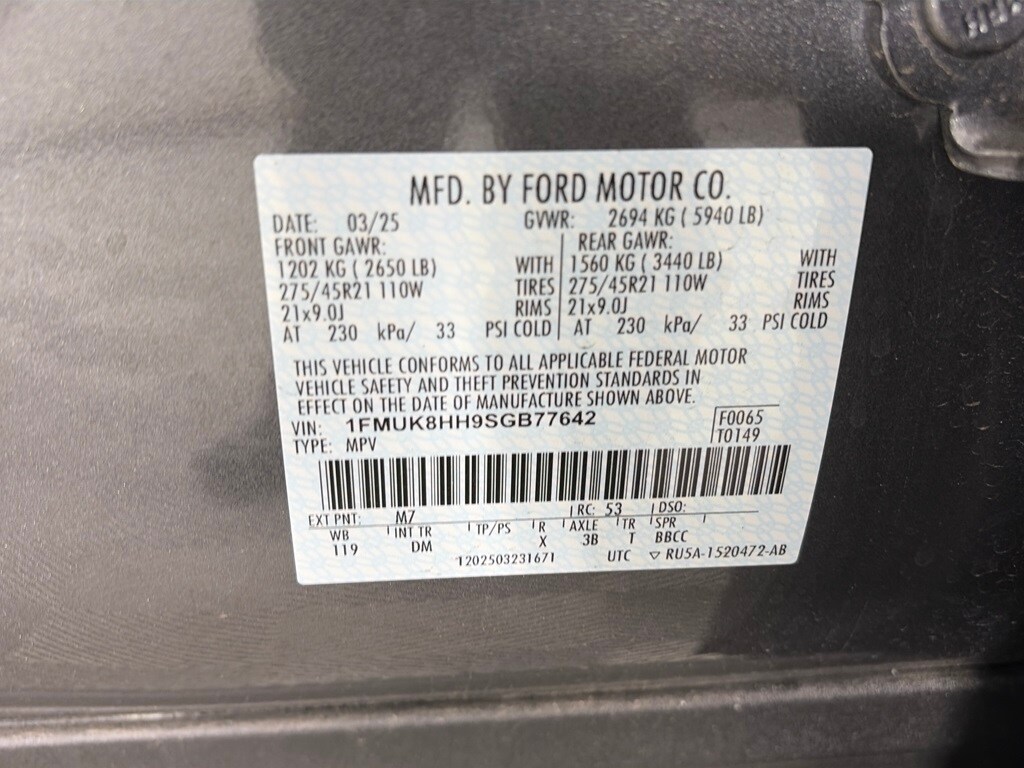 MFD. BY FORD MOTOR CO.
DATE: 03/25 GVWR: 2694 KG ( 5940 LB)
FRONT GAWR: REAR GAWR:
1202 KG ( 2650 LB) WITH 1560 KG ( 3440 LB) WITH
275/45R21 110W TIRES 275/45R21 110W TIRES
21x9.0J RIMS 21x9.0J RIMS
AT 230 kPa/ 33 PSI COLD AT 230 kPa/ 33 PSI COLD
THIS VEHICLE CONFORMS TO ALL APPLICABLE FEDERAL MOTOR
VEHICLE SAFETY AND THEFT PREVENTION STANDARDS IN
EFFECT ON THE DATE OF MANUFACTURE SHOWN ABOVE.
VIN: 1FMUK8HH9SGB77642 F0065
TYPE: MPV T0149
EXT PNT: M7 RC: 53 DSO:
WB INT TR TP/PS R AXLE TR SPR
119 DM X 3B T BBCC
1202503231671 UTC ▽ RU5A-1520472-AB